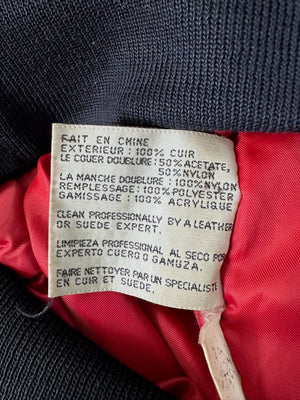 FAIT EN CHINE
EXTERIEUR: 100% CUIR
LE COUER DOUBLURE: 50% ACETATE,
50% NYLON
LA MANCHE DOUBLURE: 100% NYLON
REMPLESSAGE: 100% POLYESTER
GAMISSAGE: 100% ACRYLIQUE
CLEAN PROFESSIONALLY BY A LEATHER
OR SUEDE EXPERT.
LIMIPIEZA PROFESSIONAL AL SECO POR
EXPERTO CUERO O GAMUZA.
FAIRE NETTOYER PAR UN SPECIALISTE
EN CUIR ET SUEDE.